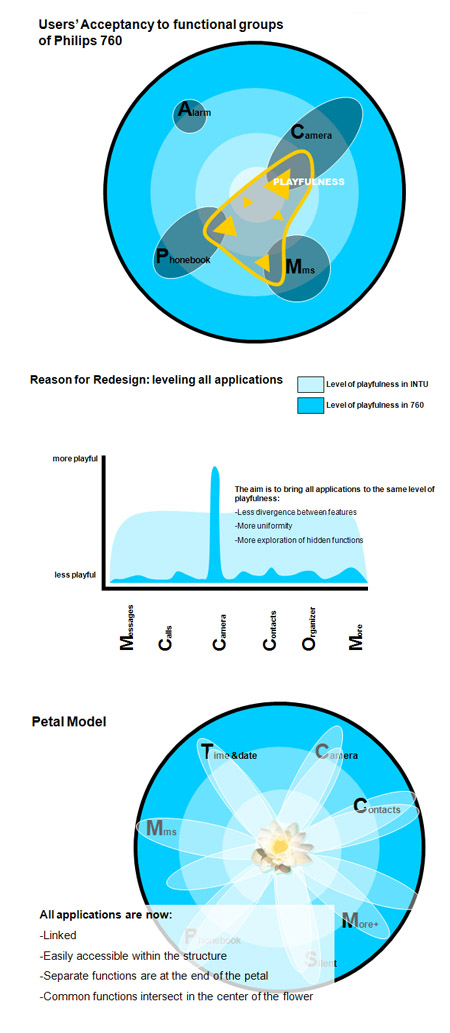 Users' Acceptancy to functional groups
of Philips 760
Alarm
Camera
PLAYFULNESS
Phonebook
Mms
Reason for Redesign: leveling all applications
Level of playfulness in INTU
Level of playfulness in 760
more playful
The aim is to bring all applications to the same level of
playfulness:
-Less divergence between features
-More uniformity
-More exploration of hidden functions
less playful
Messages
Calls
Camera
Contacts
Organizer
More
Petal Model
Time &date
Camera
Contacts
Mms
More+
Phonebook
Silent
All applications are now:
-Linked
-Easily accessible within the structure
-Separate functions are at the end of the petal
-Common functions intersect in the center of the flower